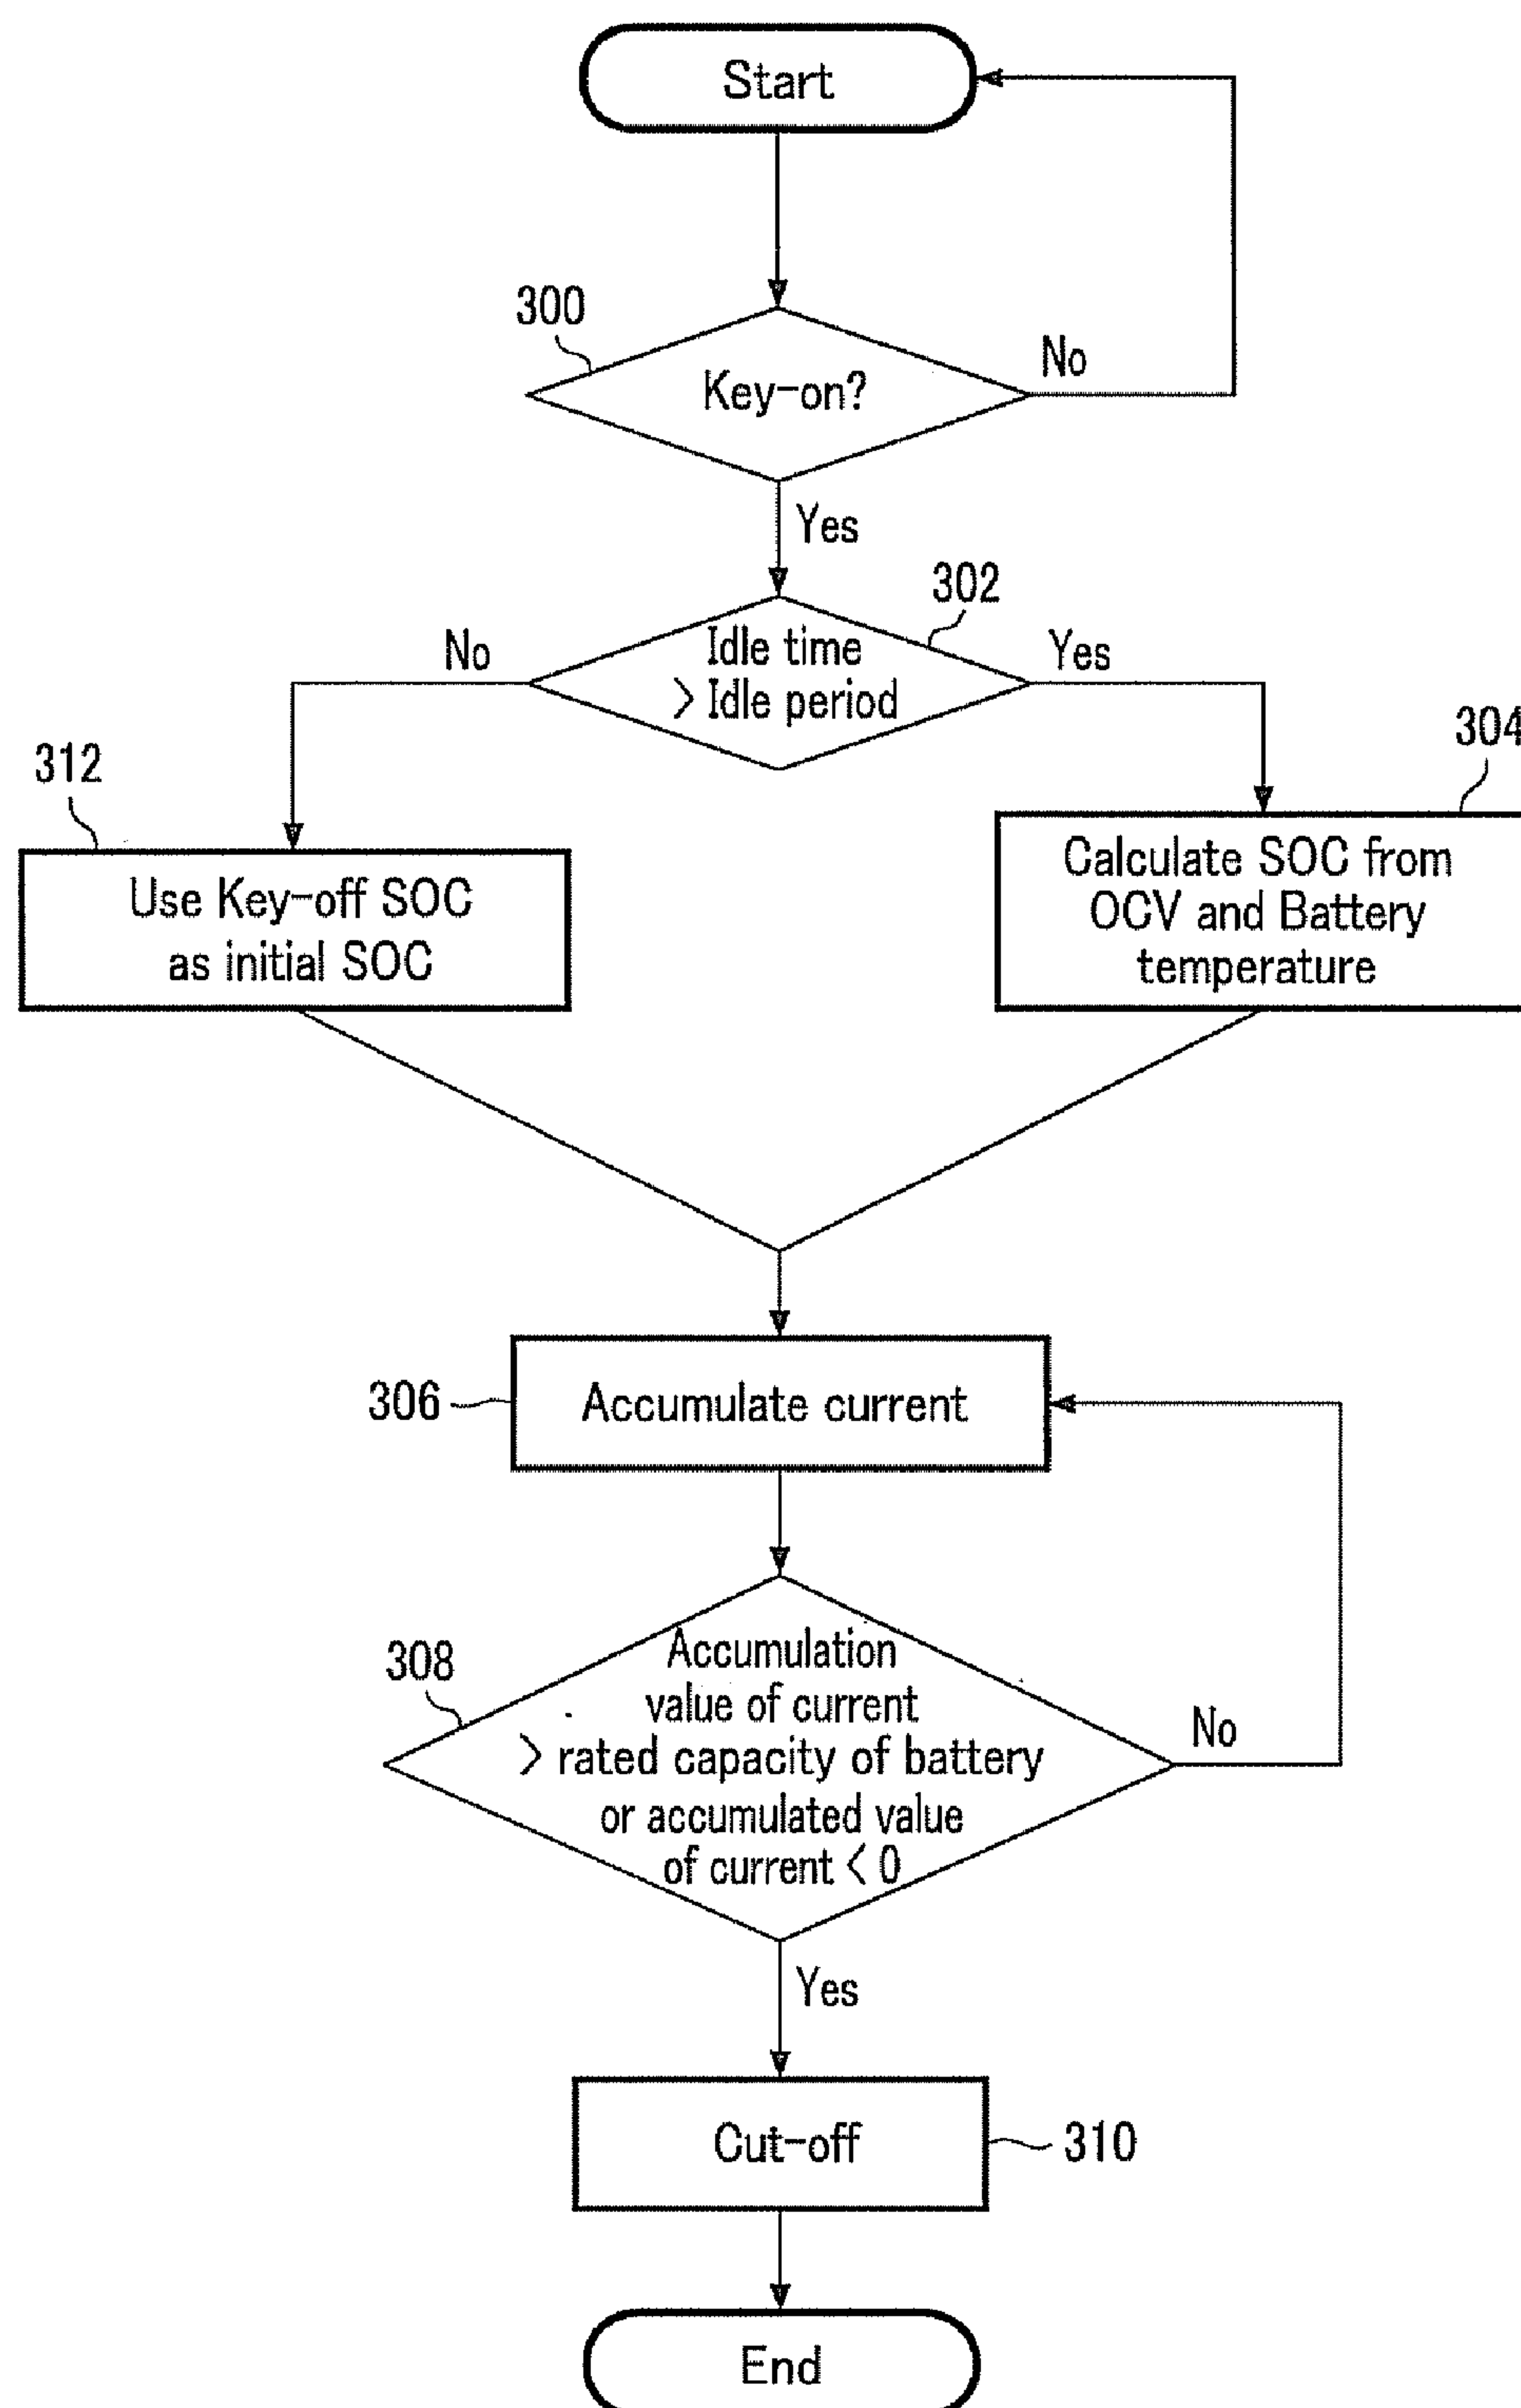 Start
300
Key-on?
No
Yes
302
Idle time
> Idle period
No
Yes
312
304
Use Key-off SOC
as initial SOC
Calculate SOC from
OCV and Battery
temperature
306
Accumulate current
308
Accumulation
value of current
> rated capacity of battery
or accumulated value
of current < 0
No
Yes
Cut-off
310
End